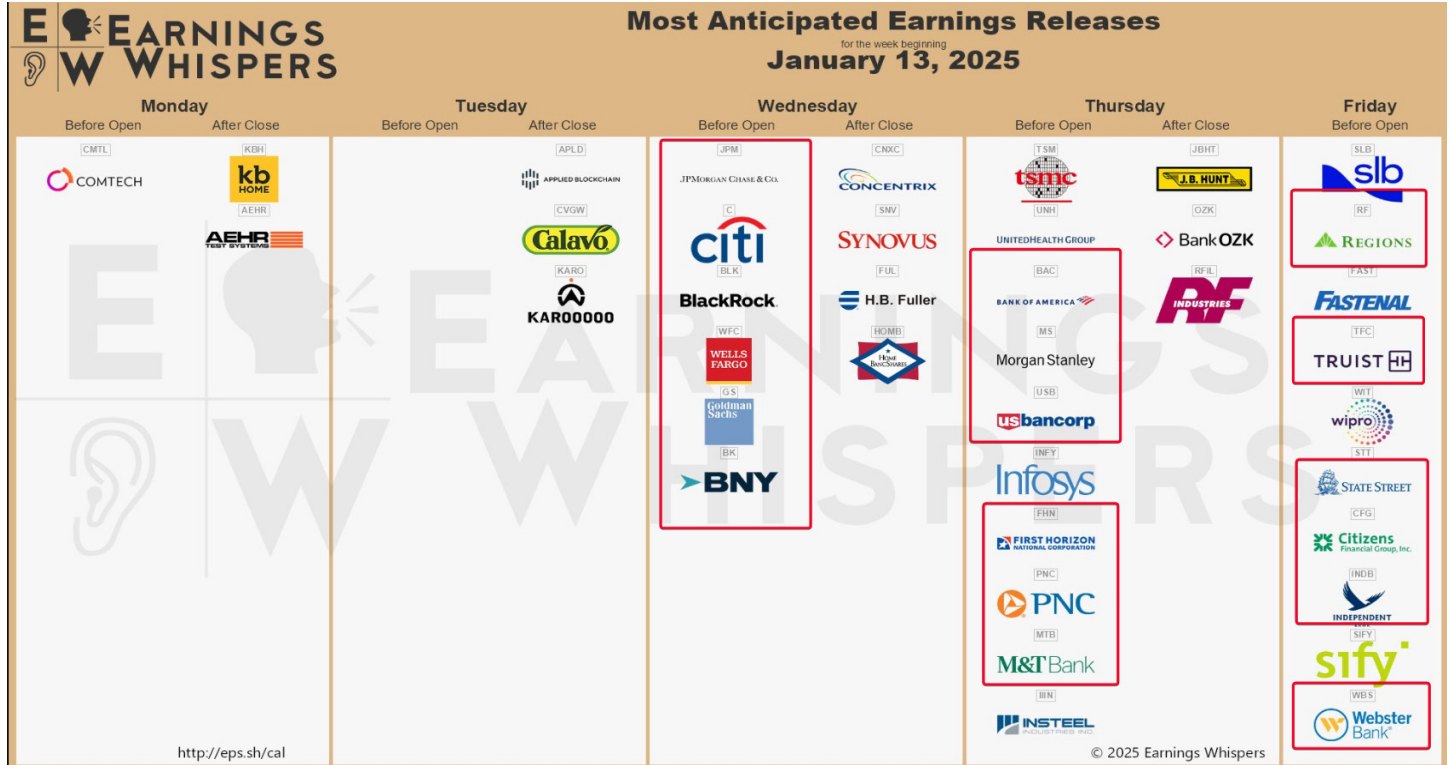 E EARNINGS
W WHISPERS
Most Anticipated Earnings Releases
for the week beginning
January 13, 2025
Monday
Before Open
After Close
Tuesday
Before Open
After Close
Wednesday
Before Open
After Close
Thursday
Before Open
After Close
Friday
Before Open
CMTL
COMTECH
KBH
kb
HOME
AEHR
AEHR
TEST SYSTEMS
APLD
APPLIED BLOCKCHAIN
CVGW
Calavo
KARO
KAROOOOO
JPM
JPMORGAN CHASE & CO.
C
citi
BLK
BlackRock.
WFC
WELLS
FARGO
GS
Goldman
Sachs
BK
BNY
CNXC
CONCENTRIX
SNV
SYNOVUS
FUL
H.B. Fuller
HOMB
HOME
BANCSHARES
TSM
tsmc
UNH
UNITEDHEALTH GROUP
BAC
BANK OF AMERICA
MS
Morgan Stanley
USB
usbancorp
INFY
Infosys
FHN
FIRST HORIZON
NATIONAL CORPORATION
PNC
PNC
MTB
M&T Bank
IIIN
INSTEEL
INDUSTRIES INC
JBHT
J.B. HUNT
OZK
Bank OZK
RFIL
RF
INDUSTRIES
SLB
slb
RF
REGIONS
FAST
FASTENAL
TFC
TRUIST
WIT
wipro
STT
STATE STREET
CFG
Citizens
Financial Group, Inc.
INDB
INDEPENDENT
SIFY
sify
WBS
Webster
Bank
E EARNINGS
W WHISPERS
http://eps.sh/cal
© 2025 Earnings Whispers